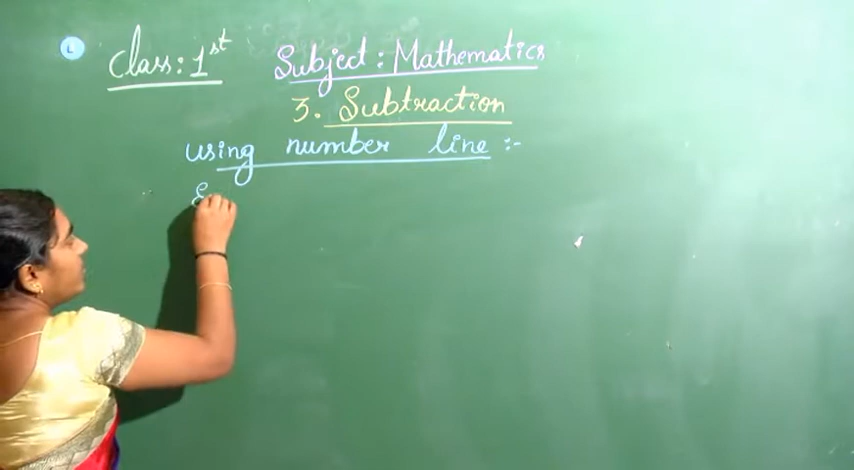 L
Class: 1st Subject: Mathematics
3. Subtraction
using number line :-